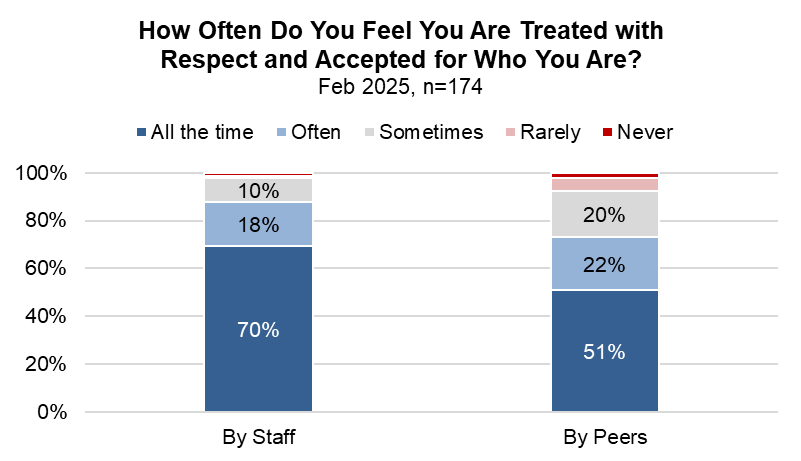 How Often Do You Feel You Are Treated with
Respect and Accepted for Who You Are?
Feb 2025, n=174
All the time Often Sometimes Rarely Never
100%
10%
80%
18%
20%
60%
22%
40%
70%
51%
20%
0%
By Staff By Peers